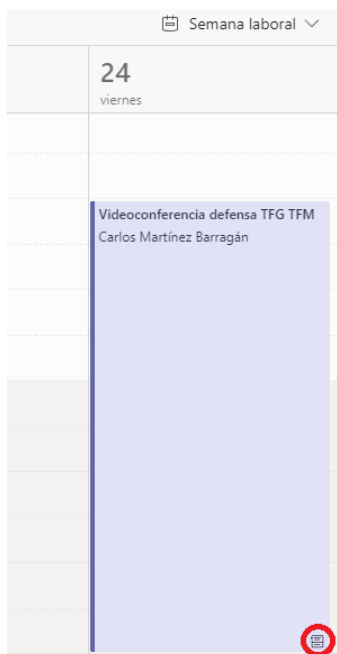 Semana laboral
24
viernes
Videoconferencia defensa TFG TFM
Carlos Martínez Barragán